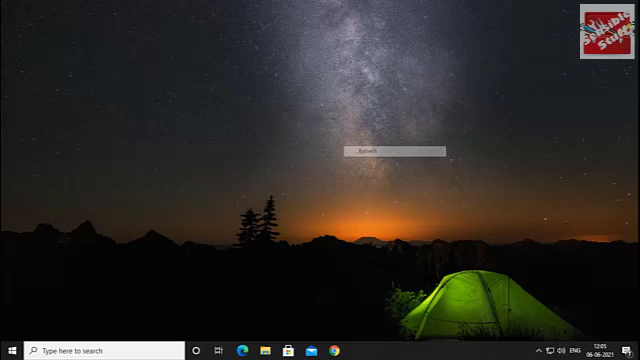 Sensible
Stuff
Refresh
Type here to search
ENG
12:05
06-06-2021